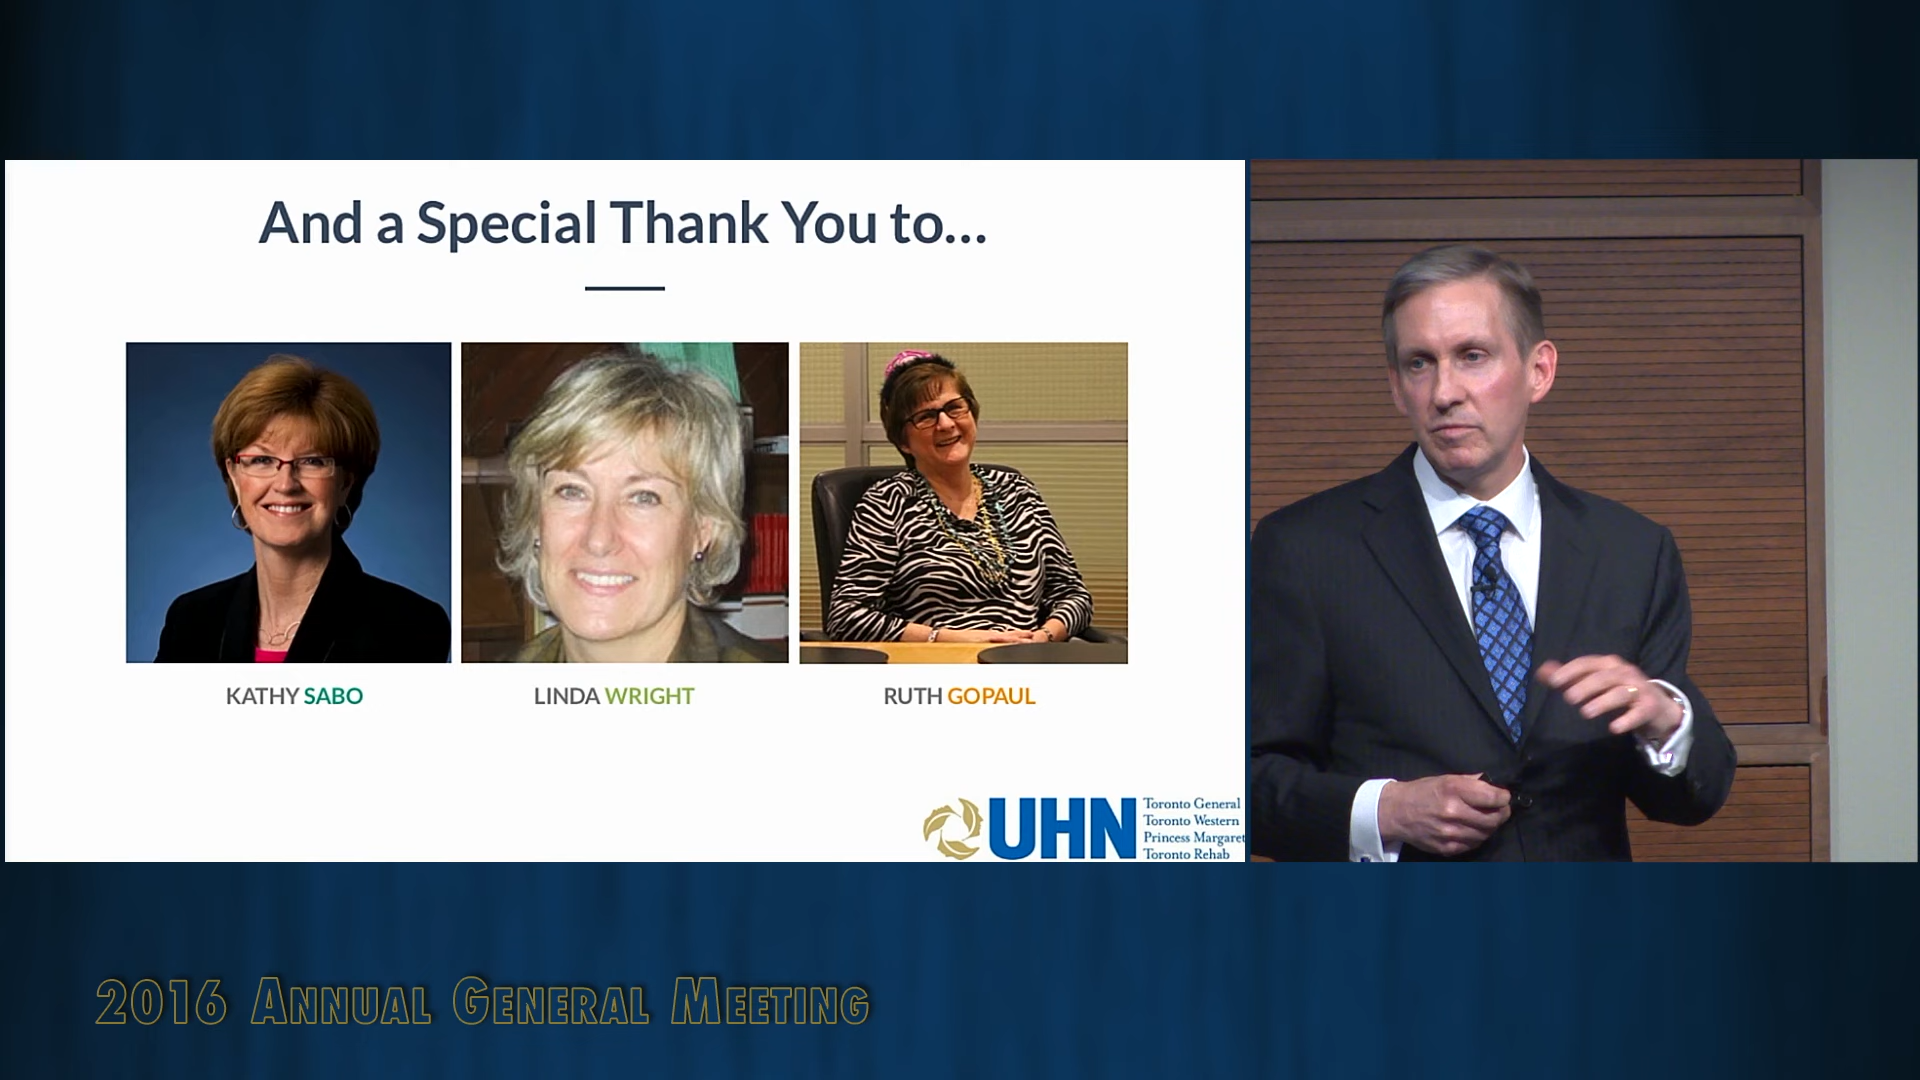 And a Special Thank You to...
KATHY SABO
LINDA WRIGHT
RUTH GOPAUL
UHN
Toronto General
Toronto Western
Princess Margaret
Toronto Rehab
2016 ANNUAL GENERAL MEETING